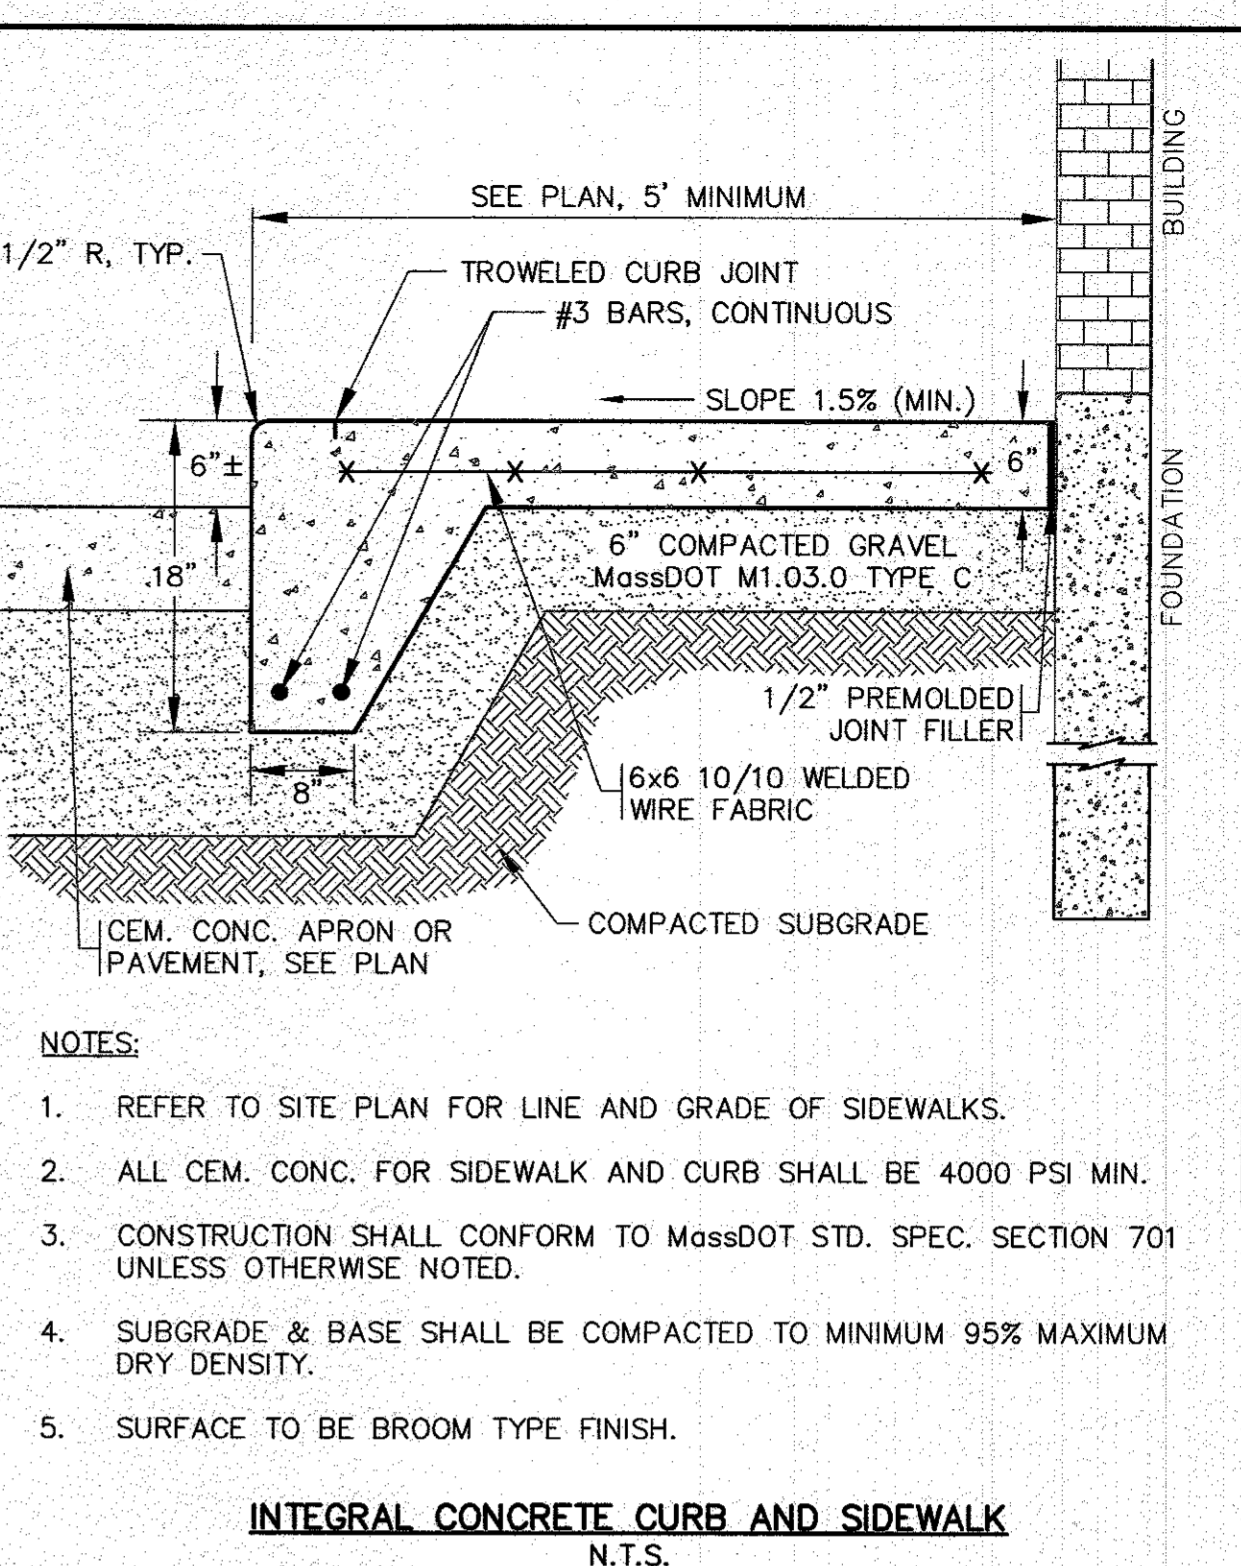 BUILDING
SEE PLAN, 5' MINIMUM
1/2" R, TYP.
TROWELED CURB JOINT
#3 BARS, CONTINUOUS
SLOPE 1.5% (MIN.)
6"±
6"
FOUNDATION
6" COMPACTED GRAVEL
MassDOT M1.03.0 TYPE C
18"
1/2" PREMOLDED
JOINT FILLER
8"
6x6 10/10 WELDED
WIRE FABRIC
COMPACTED SUBGRADE
CEM. CONC. APRON OR
PAVEMENT, SEE PLAN
NOTES:
1. REFER TO SITE PLAN FOR LINE AND GRADE OF SIDEWALKS.
2. ALL CEM. CONC. FOR SIDEWALK AND CURB SHALL BE 4000 PSI MIN.
3. CONSTRUCTION SHALL CONFORM TO MassDOT STD. SPEC. SECTION 701
UNLESS OTHERWISE NOTED.
4. SUBGRADE & BASE SHALL BE COMPACTED TO MINIMUM 95% MAXIMUM
DRY DENSITY.
5. SURFACE TO BE BROOM TYPE FINISH.
INTEGRAL CONCRETE CURB AND SIDEWALK
N.T.S.